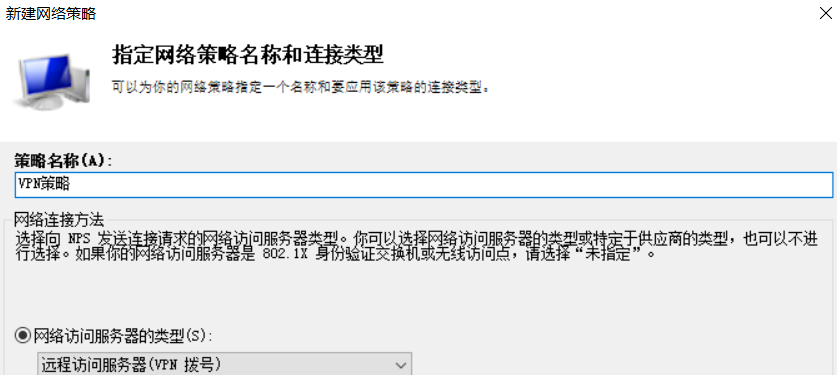 新建网络策略
指定网络策略名称和连接类型
可以为你的网络策略指定一个名称和要应用该策略的连接类型。
策略名称(A):
VPN策略
网络连接方法
选择向 NPS 发送连接请求的网络访问服务器类型。你可以选择网络访问服务器的类型或特定于供应商的类型，也可以不进
行选择。如果你的网络访问服务器是 802.1X 身份验证交换机或无线访问点，请选择“未指定”。
网络访问服务器的类型(S):
远程访问服务器(VPN 拨号)